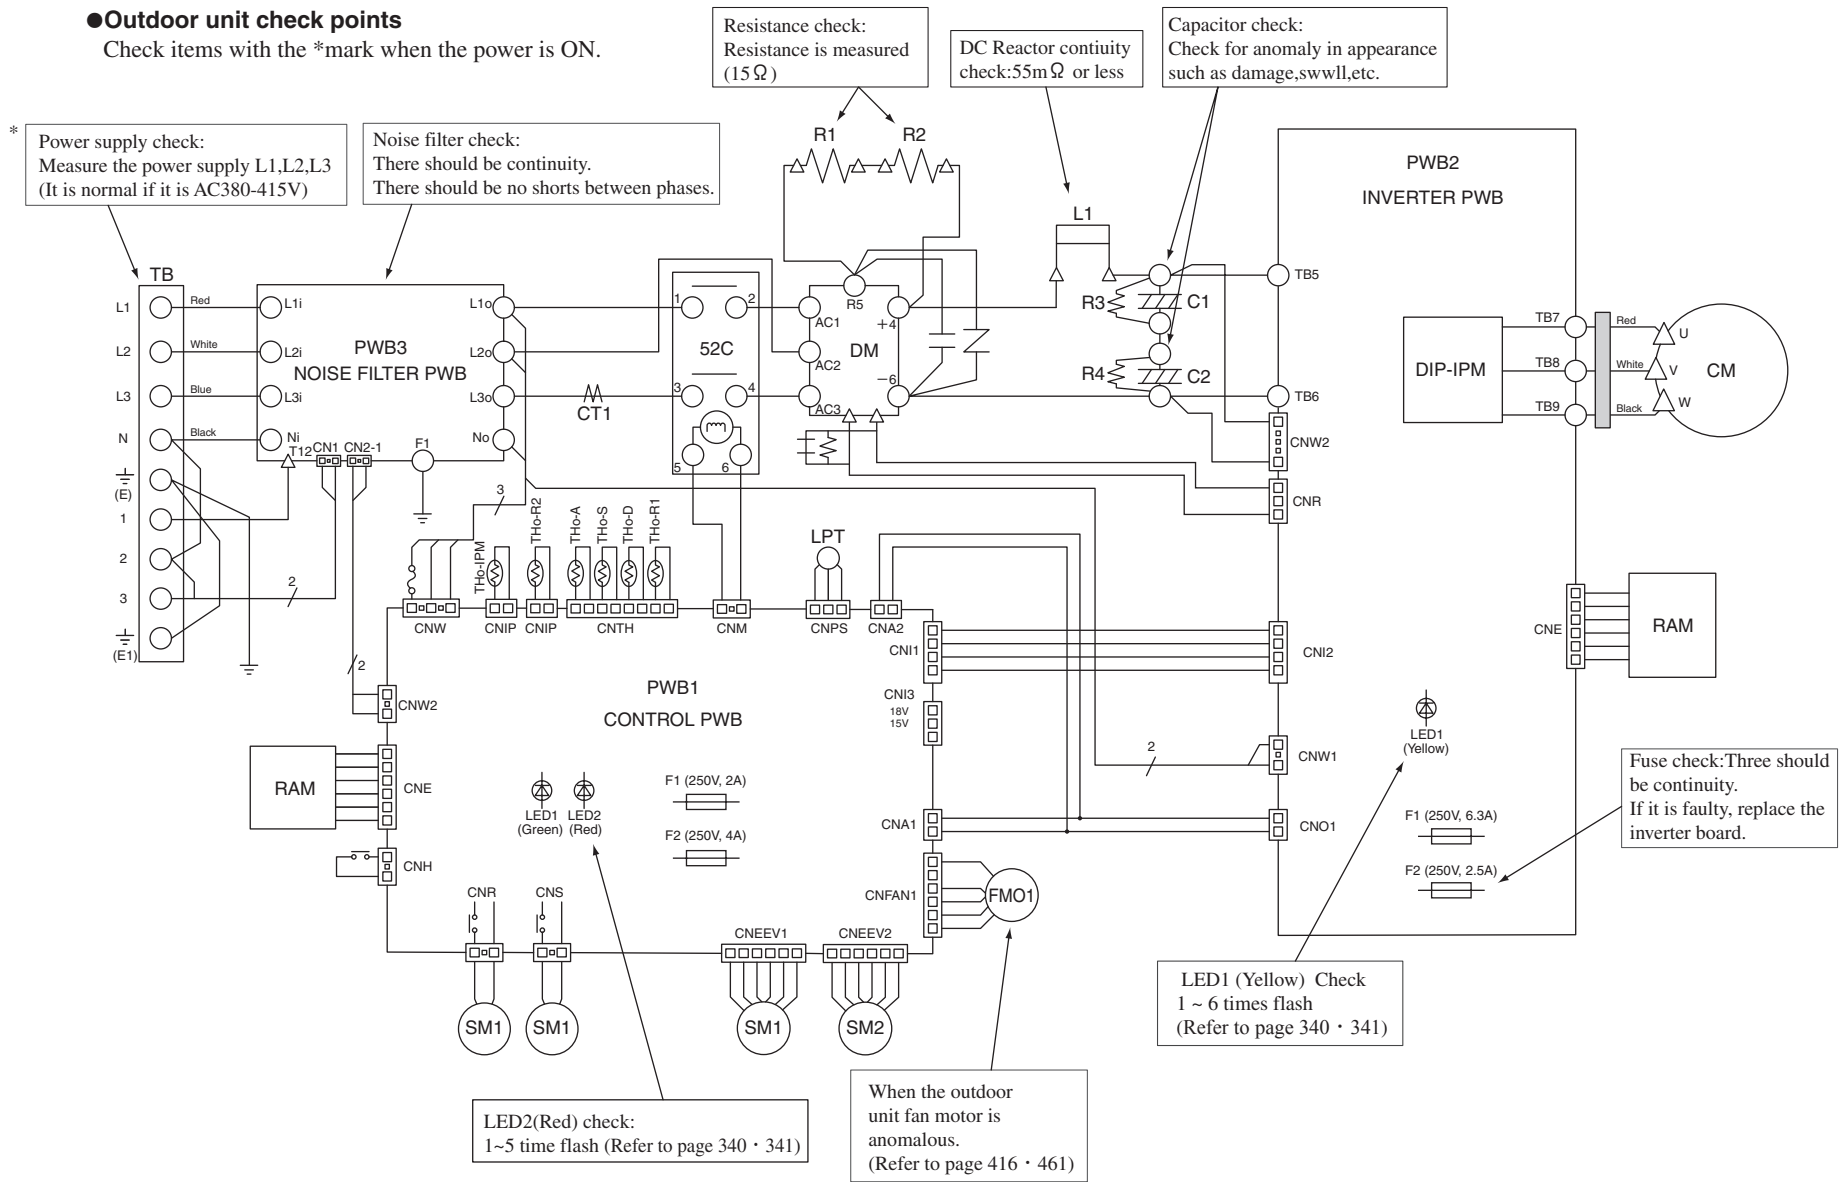 ●Outdoor unit check points
Check items with the *mark when the power is ON.
Resistance check:
Resistance is measured
(15Ω)
DC Reactor contiuity
check:55mΩ or less
Capacitor check:
Check for anomaly in appearance
such as damage,swwll,etc.
*
Power supply check:
Measure the power supply L1,L2,L3
(It is normal if it is AC380-415V)
Noise filter check:
There should be continuity.
There should be no shorts between phases.
R1
R2
PWB2
INVERTER PWB
L1
TB
L1
Red
L1i
L1o
L2
White
L2i
L2o
L3
Blue
L3i
L3o
N
Black
Ni
No
PWB3
NOISE FILTER PWB
T12
CN1
CN2-1
F1
(E)
1
2
3
(E1)
2
CT1
1
2
52C
3
4
5
6
R5
AC1
AC2
AC3
DM
+4
−6
R3
C1
R4
C2
TB5
TB6
CNW2
CNR
DIP-IPM
TB7
TB8
TB9
Red
White
Black
U
V
W
CM
3
THo-IPM
THo-R2
THo-A
THo-S
THo-D
THo-R1
LPT
CNW
CNIP
CNIP
CNTH
CNM
CNPS
CNA2
2
CNI1
CNI2
CNE
RAM
CNI3
18V
15V
PWB1
CONTROL PWB
CNW2
LED1
(Yellow)
2
CNW1
Fuse check:Three should
be continuity.
If it is faulty, replace the
inverter board.
RAM
CNE
F1 (250V, 2A)
LED1
(Green)
LED2
(Red)
F2 (250V, 4A)
CNA1
CNO1
F1 (250V, 6.3A)
F2 (250V, 2.5A)
CNH
CNR
CNS
CNFAN1
FMO1
CNEEV1
CNEEV2
SM1
SM1
SM1
SM2
LED1 (Yellow) Check
1 ~ 6 times flash
(Refer to page 340・341)
When the outdoor
unit fan motor is
anomalous.
(Refer to page 416・461)
LED2(Red) check:
1~5 time flash (Refer to page 340・341)